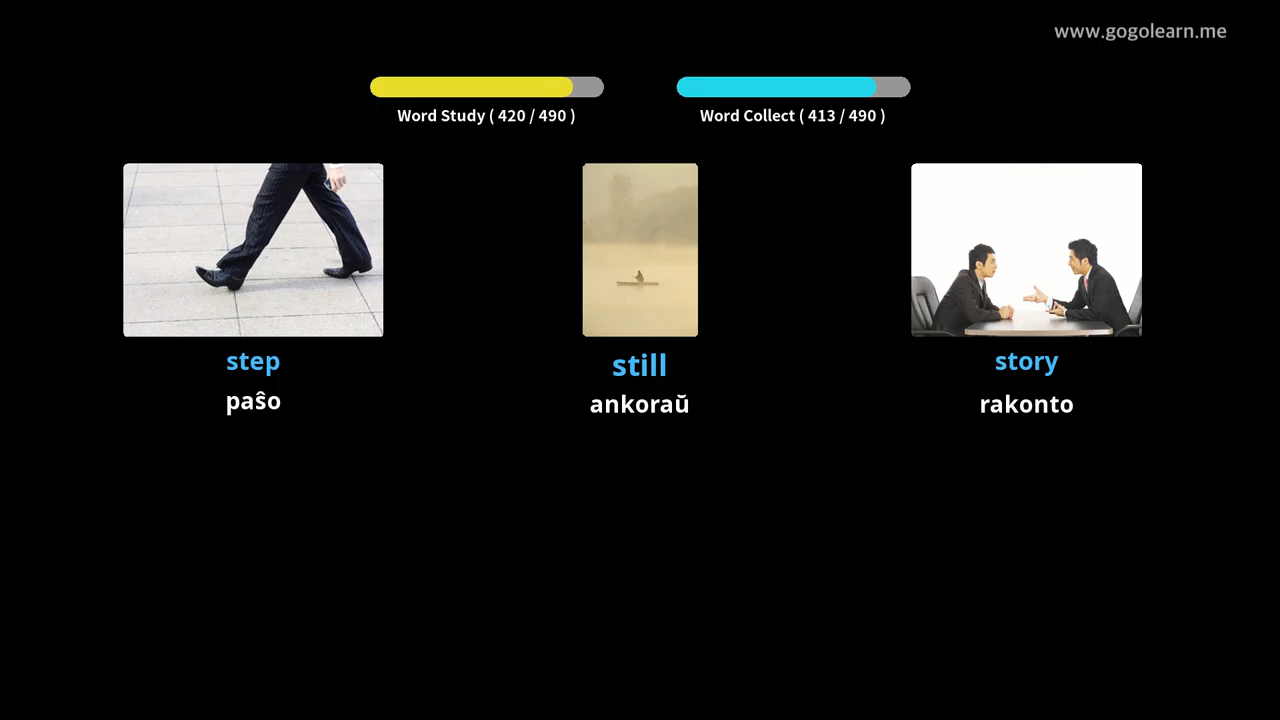 www.gogolearn.me
Word Study ( 420 / 490 )
Word Collect ( 413 / 490 )
step
still
story
paŝo
ankoraŭ
rakonto